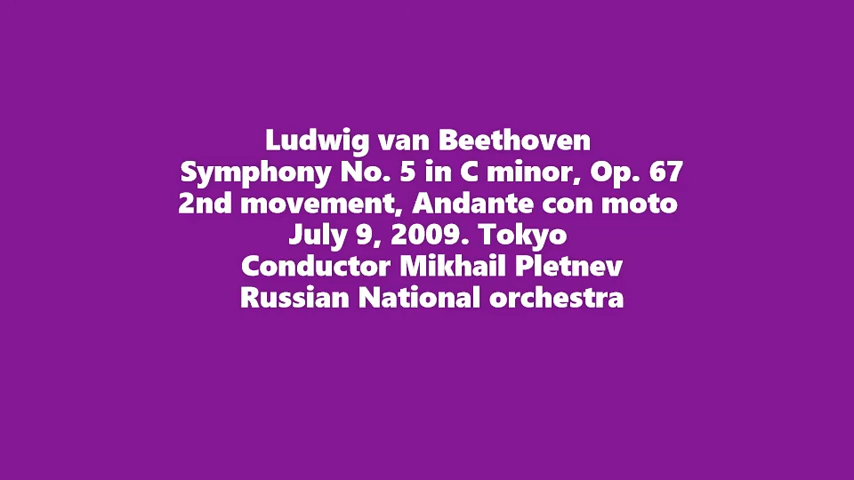 Ludwig van Beethoven
Symphony No. 5 in C minor, Op. 67
2nd movement, Andante con moto
July 9, 2009. Tokyo
Conductor Mikhail Pletnev
Russian National orchestra